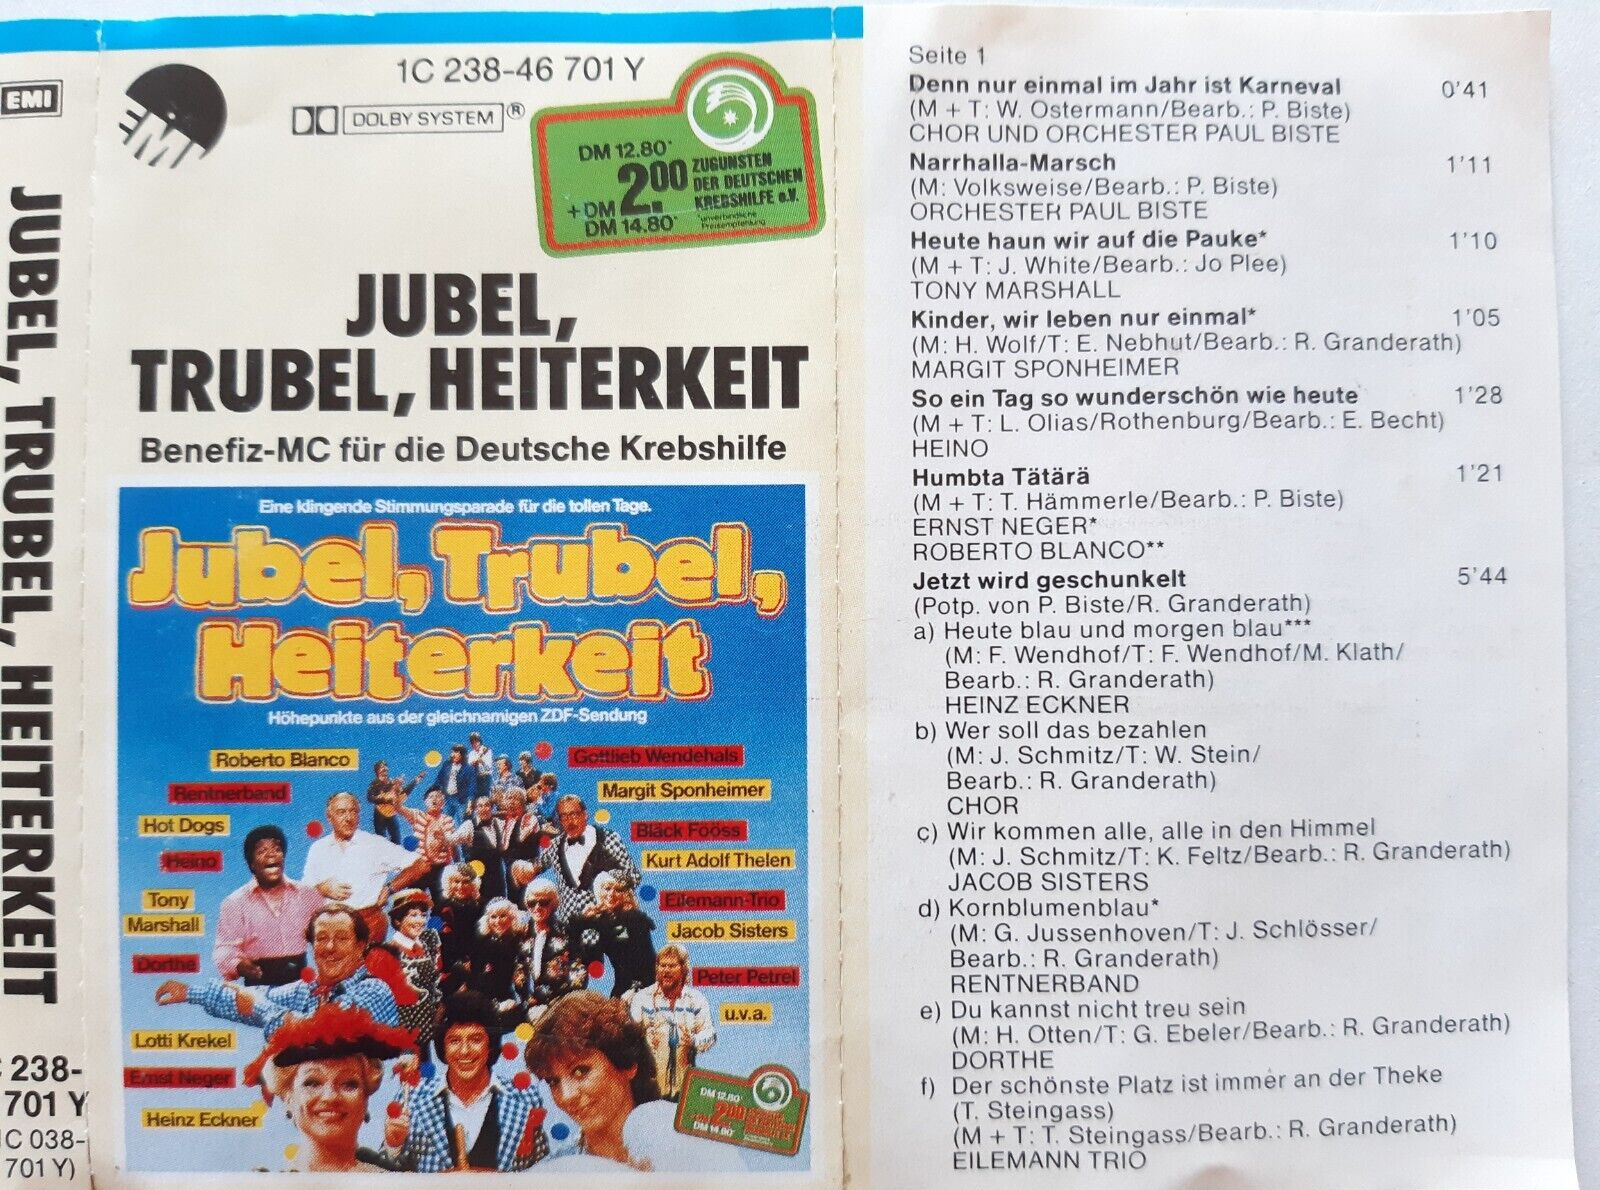 EMI
JUBEL, TRUBEL, HEITERKEIT
238-
701 Y
1C 038-
701 Y)
EMI
1C 238-46 701 Y
DOLBY SYSTEM ®
DM 12.80*
+ DM 2.00
DM 14.80*
ZUGUNSTEN
DER DEUTSCHEN
KREBSHILFE e.V.
*unverbindliche
Preisempfehlung
JUBEL,
TRUBEL, HEITERKEIT
Benefiz-MC für die Deutsche Krebshilfe
Eine klingende Stimmungsparade für die tollen Tage.
Jubel, Trubel,
Heiterkeit
Höhepunkte aus der gleichnamigen ZDF-Sendung
Roberto Blanco
Rentnerband
Hot Dogs
Heino
Tony
Marshall
Dorthe
Lotti Krekel
Ernst Neger
Heinz Eckner
Gottlieb Wendehals
Margit Sponheimer
Bläck Fööss
Kurt Adolf Thelen
Eilemann-Trio
Jacob Sisters
Peter Petrel
u.v.a.
DM 12.80*
2.00
DM 14.80*
Seite 1
Denn nur einmal im Jahr ist Karneval 0'41
(M + T: W. Ostermann/Bearb.: P. Biste)
CHOR UND ORCHESTER PAUL BISTE
Narrhalla-Marsch 1'11
(M: Volksweise/Bearb.: P. Biste)
ORCHESTER PAUL BISTE
Heute haun wir auf die Pauke* 1'10
(M + T: J. White/Bearb.: Jo Plee)
TONY MARSHALL
Kinder, wir leben nur einmal* 1'05
(M: H. Wolf/T: E. Nebhut/Bearb.: R. Granderath)
MARGIT SPONHEIMER
So ein Tag so wunderschön wie heute 1'28
(M + T: L. Olias/Rothenburg/Bearb.: E. Becht)
HEINO
Humbta Tätärä 1'21
(M + T: T. Hämmerle/Bearb.: P. Biste)
ERNST NEGER*
ROBERTO BLANCO**
Jetzt wird geschunkelt 5'44
(Potp. von P. Biste/R. Granderath)
a) Heute blau und morgen blau***
(M: F. Wendhof/T: F. Wendhof/M. Klath/
Bearb.: R. Granderath)
HEINZ ECKNER
b) Wer soll das bezahlen
(M: J. Schmitz/T: W. Stein/
Bearb.: R. Granderath)
CHOR
c) Wir kommen alle, alle in den Himmel
(M: J. Schmitz/T: K. Feltz/Bearb.: R. Granderath)
JACOB SISTERS
d) Kornblumenblau*
(M: G. Jussenhoven/T: J. Schlösser/
Bearb.: R. Granderath)
RENTNERBAND
e) Du kannst nicht treu sein
(M: H. Otten/T: G. Ebeler/Bearb.: R. Granderath)
DORTHE
f) Der schönste Platz ist immer an der Theke
(T. Steingass)
(M + T: T. Steingass/Bearb.: R. Granderath)
EILEMANN TRIO